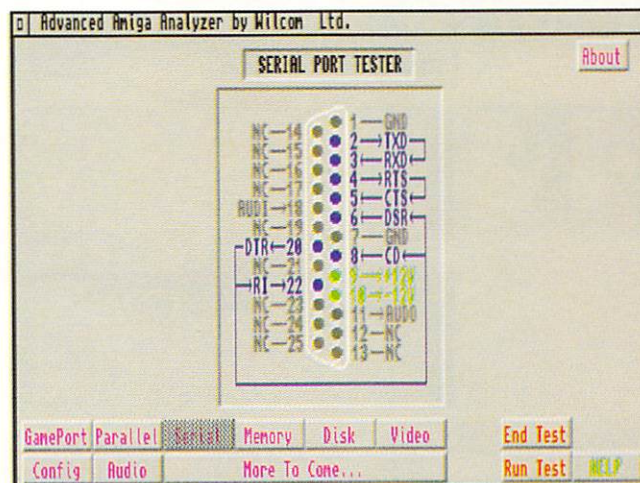 Advanced Amiga Analyzer by Wilcom Ltd.
About
SERIAL PORT TESTER
1 GND
NC 14
2 TXD
NC 15
3 RXD
NC 16
4 RTS
NC 17
5 CTS
AUDI 18
6 DSR
NC 19
7 GND
DTR 20
8 CD
NC 21
9 +12V
RI 22
10 -12V
NC 23
11 AUDO
NC 24
12 NC
NC 25
13 NC
GamePort Parallel Serial Memory Disk Video End Test
Config Audio More To Come... Run Test HELP